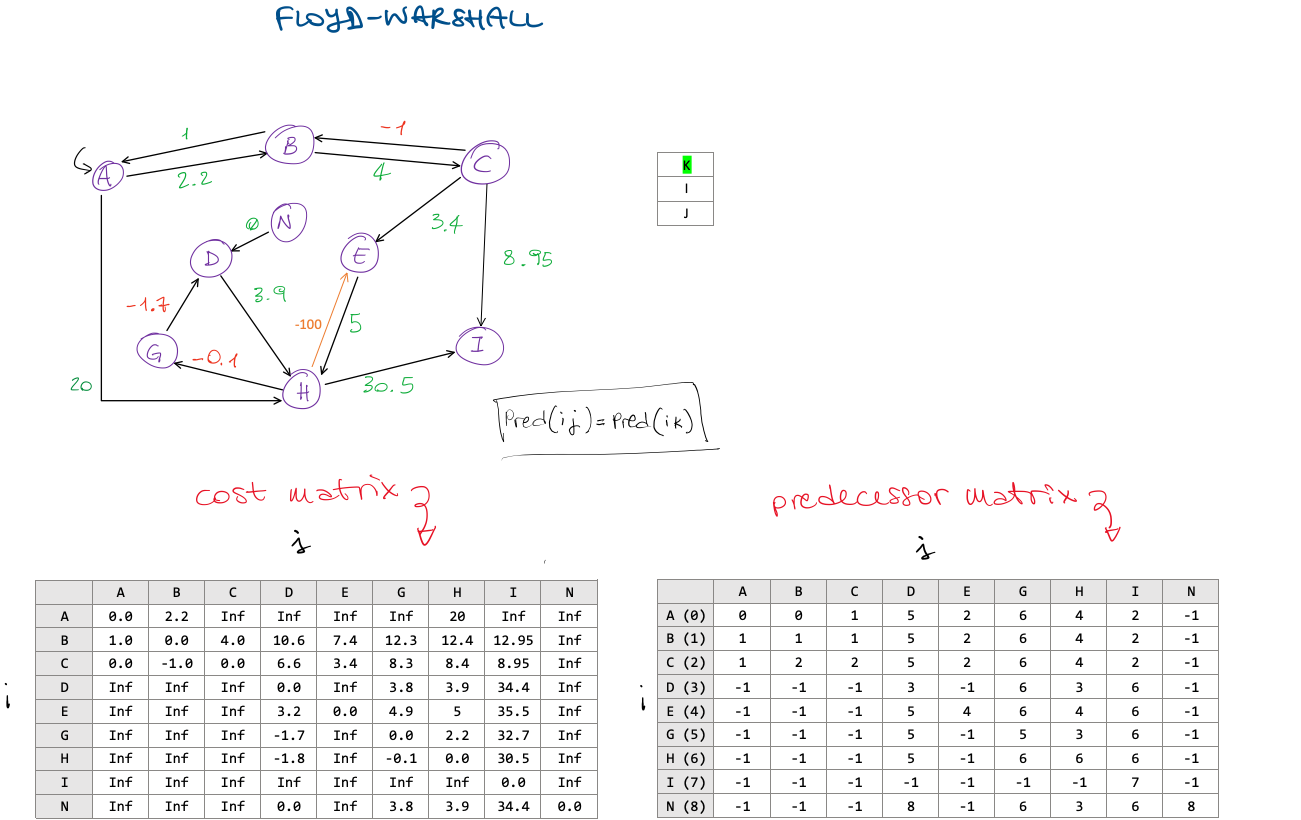 FLOYD-WARSHALL
1
-1
B
C
A
2.2
4
K
I
J
N
0
3.4
D
E
8.95
-1.7
3.9
-100
5
G
-0.1
I
20
H
30.5
Pred(ij) = Pred(ik)
cost matrix
predecessor matrix
j
j
A B C D E G H I N
A 0.0 2.2 Inf Inf Inf Inf 20 Inf Inf
B 1.0 0.0 4.0 10.6 7.4 12.3 12.4 12.95 Inf
C 0.0 -1.0 0.0 6.6 3.4 8.3 8.4 8.95 Inf
D Inf Inf Inf 0.0 Inf 3.8 3.9 34.4 Inf
E Inf Inf Inf 3.2 0.0 4.9 5 35.5 Inf
G Inf Inf Inf -1.7 Inf 0.0 2.2 32.7 Inf
H Inf Inf Inf -1.8 Inf -0.1 0.0 30.5 Inf
I Inf Inf Inf Inf Inf Inf Inf 0.0 Inf
N Inf Inf Inf 0.0 Inf 3.8 3.9 34.4 0.0
i
A B C D E G H I N
A (0) 0 0 1 5 2 6 4 2 -1
B (1) 1 1 1 5 2 6 4 2 -1
C (2) 1 2 2 5 2 6 4 2 -1
D (3) -1 -1 -1 3 -1 6 3 6 -1
E (4) -1 -1 -1 5 4 6 4 6 -1
G (5) -1 -1 -1 5 -1 5 3 6 -1
H (6) -1 -1 -1 5 -1 6 6 6 -1
I (7) -1 -1 -1 -1 -1 -1 -1 7 -1
N (8) -1 -1 -1 8 -1 6 3 6 8
i